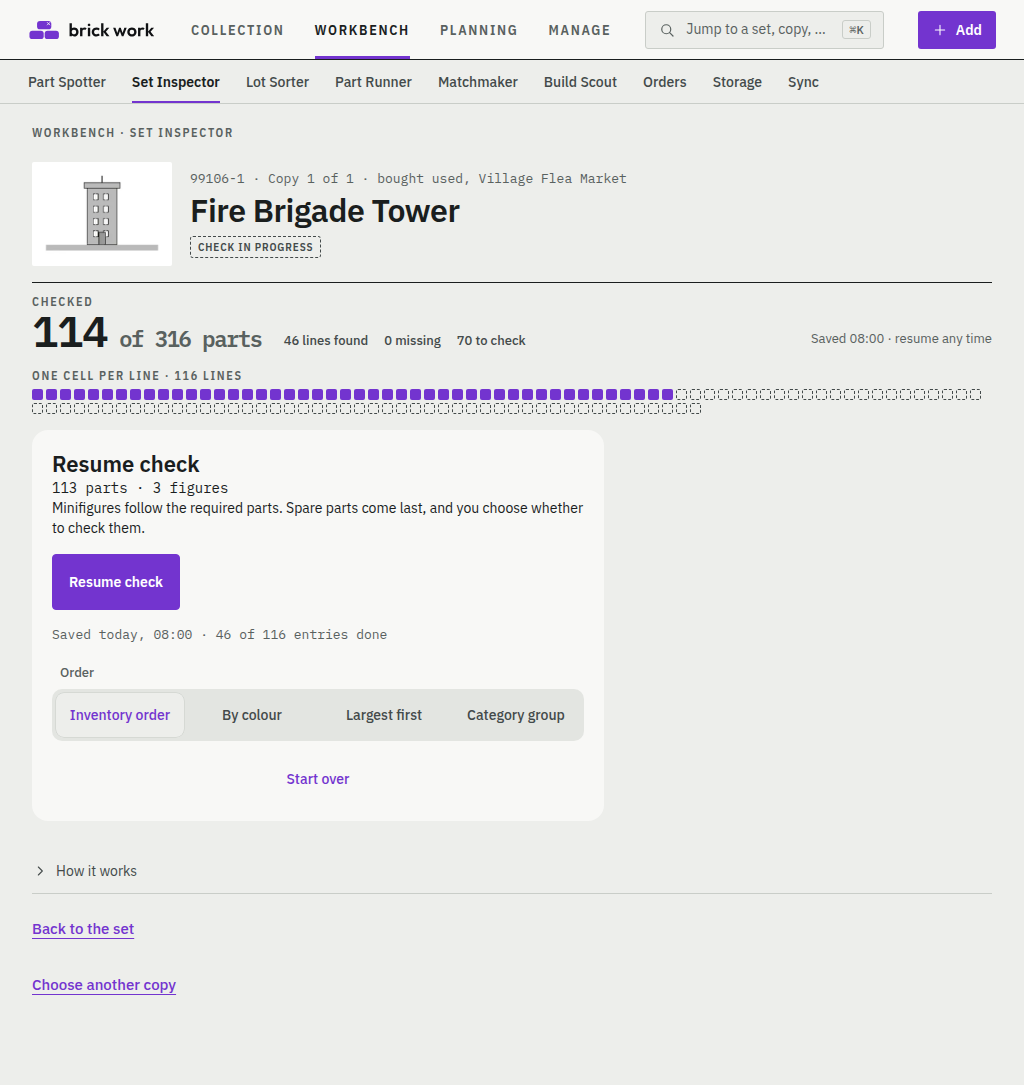 brick work
COLLECTION WORKBENCH PLANNING MANAGE
Jump to a set, copy, ... ⌘K
Add
Part Spotter Set Inspector Lot Sorter Part Runner Matchmaker Build Scout Orders Storage Sync
WORKBENCH · SET INSPECTOR
99106-1 · Copy 1 of 1 · bought used, Village Flea Market
Fire Brigade Tower
CHECK IN PROGRESS
CHECKED
114 of 316 parts 46 lines found 0 missing 70 to check Saved 08:00 · resume any time
ONE CELL PER LINE · 116 LINES
Resume check
113 parts · 3 figures
Minifigures follow the required parts. Spare parts come last, and you choose whether
to check them.
Resume check
Saved today, 08:00 · 46 of 116 entries done
Order
Inventory order By colour Largest first Category group
Start over
How it works
Back to the set
Choose another copy